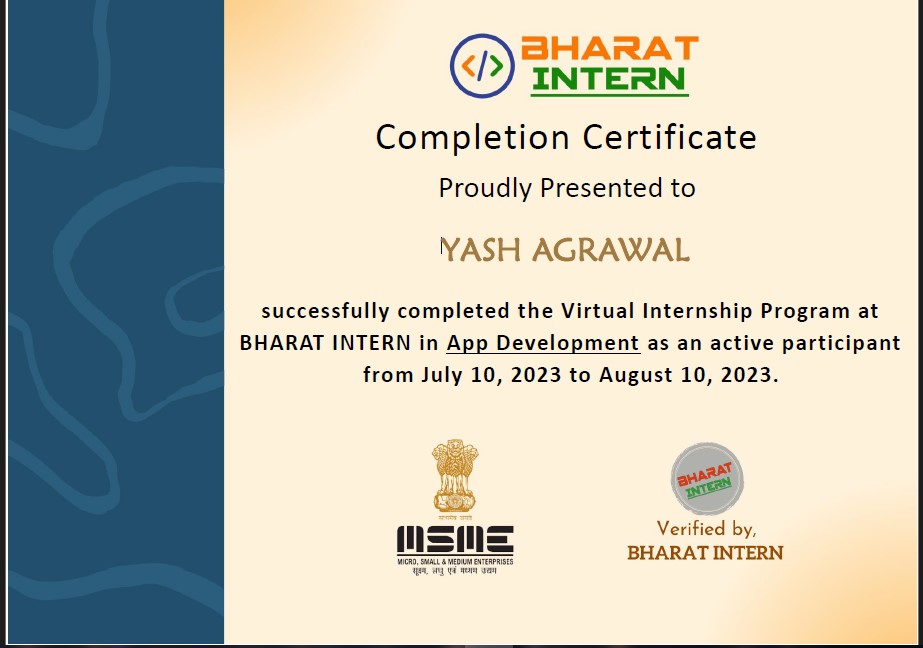 BHARAT
INTERN
Completion Certificate
Proudly Presented to
YASH AGRAWAL
successfully completed the Virtual Internship Program at
BHARAT INTERN in App Development as an active participant
from July 10, 2023 to August 10, 2023.
सत्यमेव जयते
MSME
MICRO, SMALL & MEDIUM ENTERPRISES
सूक्ष्म, लघु एवं मध्यम उद्यम
BHARAT
INTERN
Verified by,
BHARAT INTERN